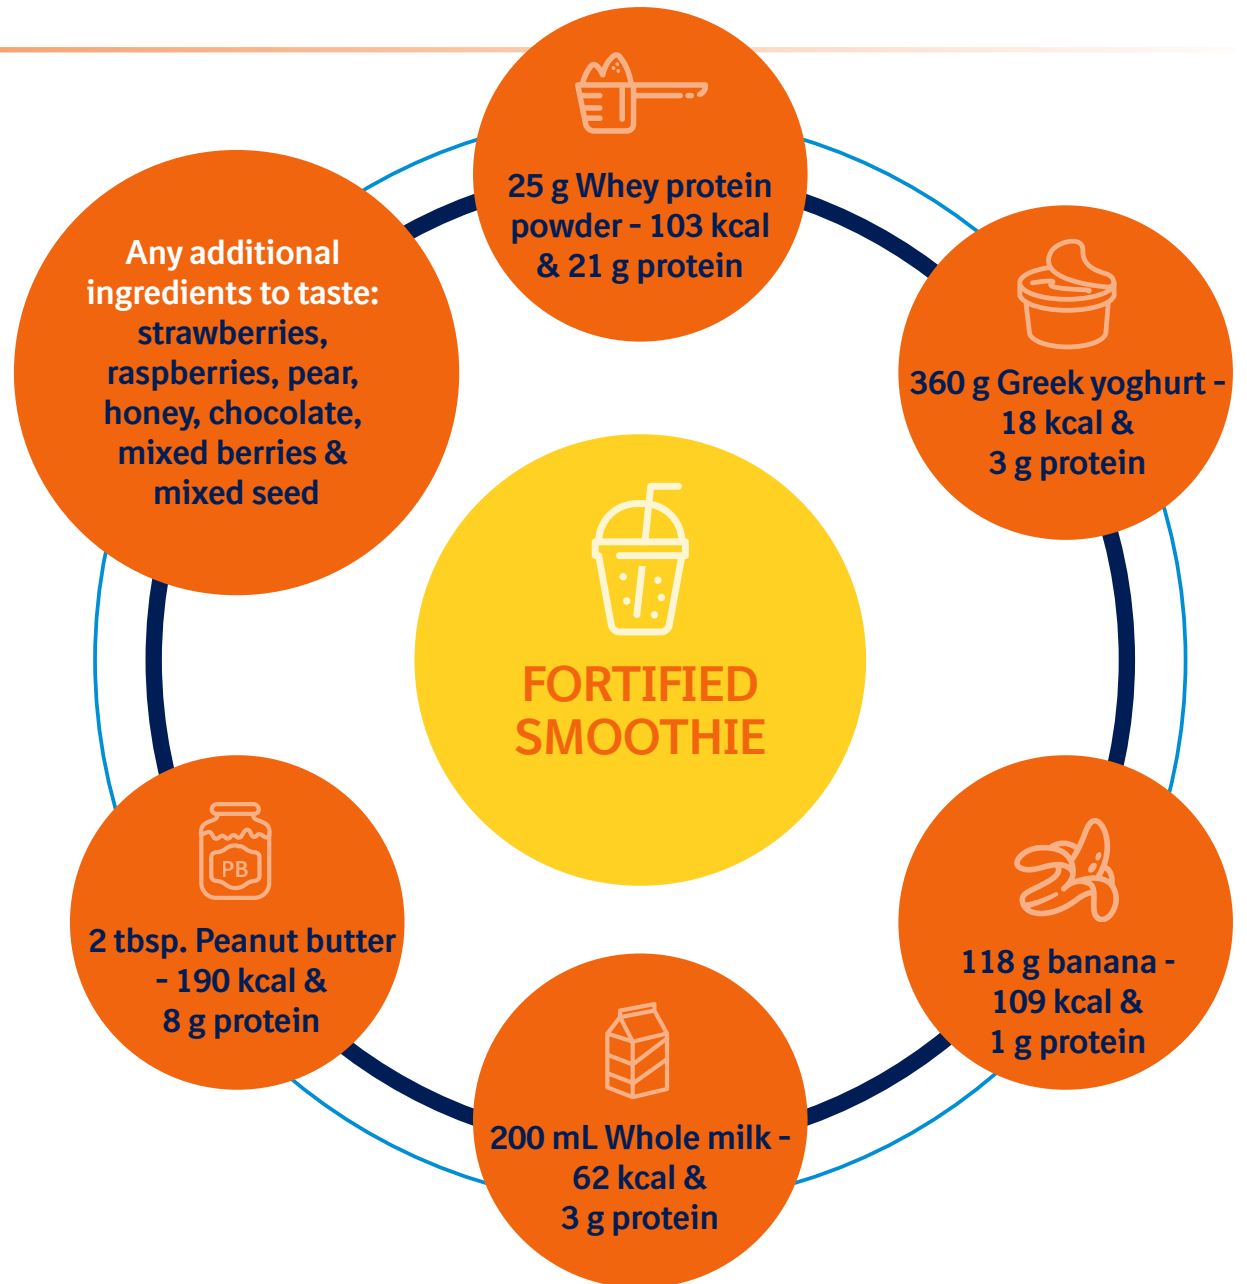 25 g Whey protein
powder - 103 kcal
& 21 g protein
360 g Greek yoghurt -
18 kcal &
3 g protein
118 g banana -
109 kcal &
1 g protein
200 mL Whole milk -
62 kcal &
3 g protein
PB
2 tbsp. Peanut butter
- 190 kcal &
8 g protein
Any additional
ingredients to taste:
strawberries,
raspberries, pear,
honey, chocolate,
mixed berries &
mixed seed
FORTIFIED
SMOOTHIE